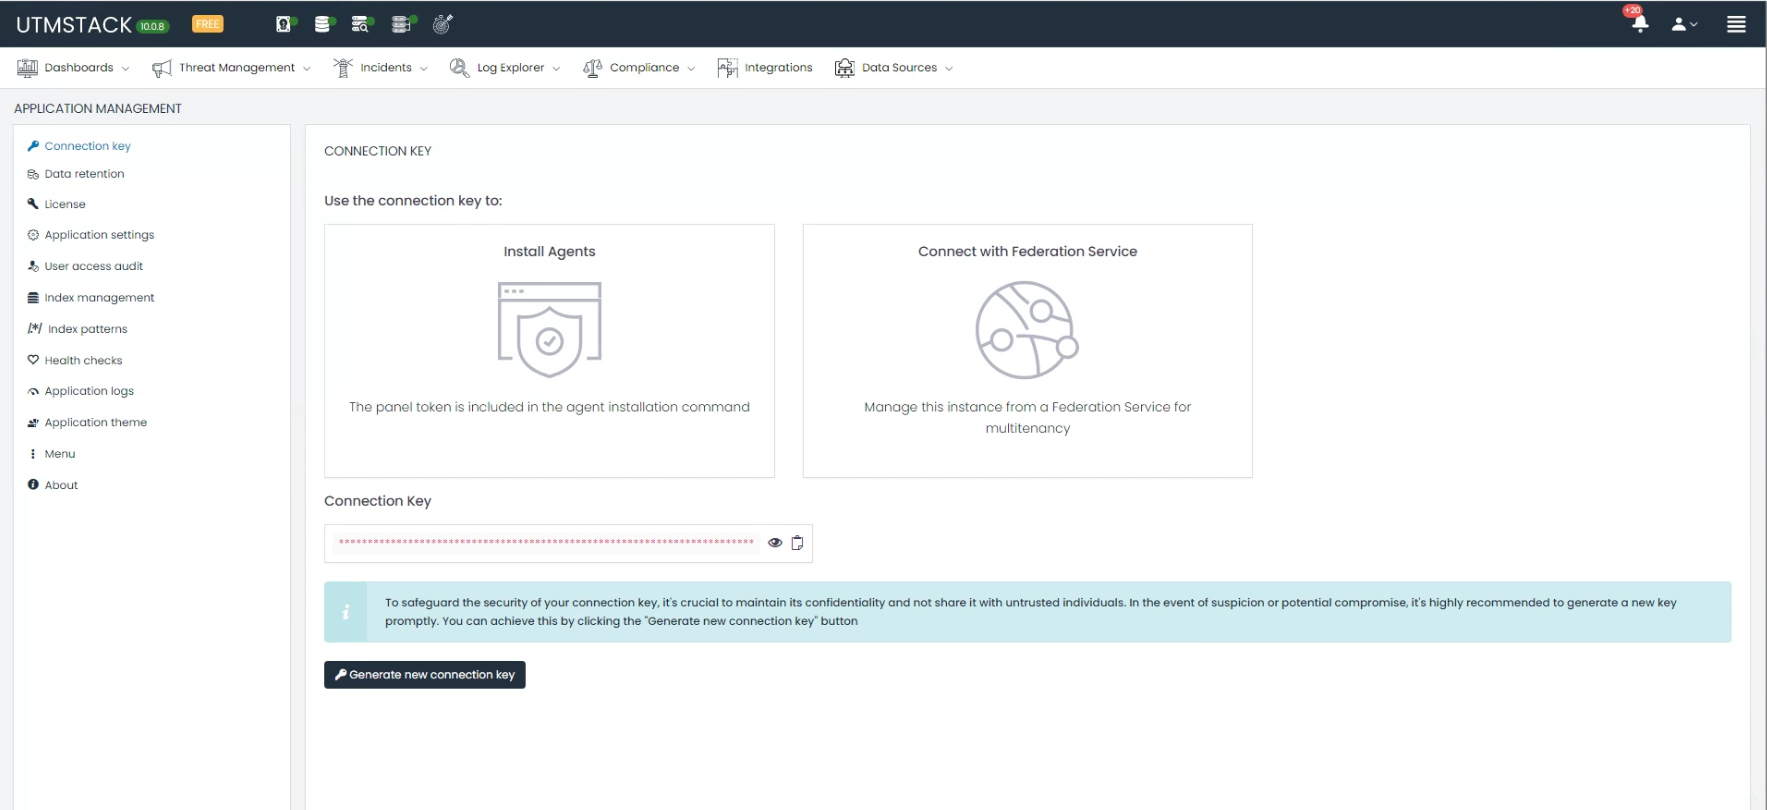 UTMSTACK 10.0.8 FREE +20
Dashboards Threat Management Incidents Log Explorer Compliance Integrations Data Sources
APPLICATION MANAGEMENT
Connection key
Data retention
License
Application settings
User access audit
Index management
Index patterns
Health checks
Application logs
Application theme
Menu
About
CONNECTION KEY
Use the connection key to:
Install Agents
The panel token is included in the agent installation command
Connect with Federation Service
Manage this instance from a Federation Service for
multitenancy
Connection Key
************************************************************************
To safeguard the security of your connection key, it's crucial to maintain its confidentiality and not share it with untrusted individuals. In the event of suspicion or potential compromise, it's highly recommended to generate a new key
promptly. You can achieve this by clicking the "Generate new connection key" button
Generate new connection key